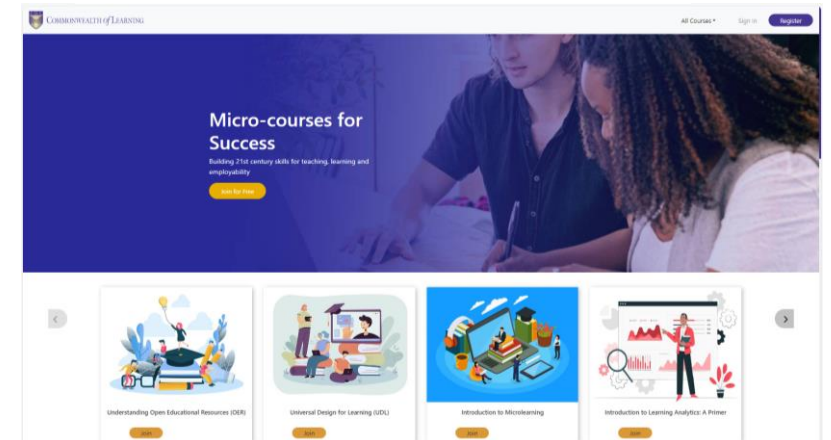 COMMONWEALTH of LEARNING
All Courses
Sign in
Register
Micro-courses for
Success
Building 21st century skills for teaching, learning and
employability
Join for Free
Understanding Open Educational Resources (OER)
Universal Design for Learning (UDL)
Introduction to Microlearning
Introduction to Learning Analytics: A Primer
Join
Join
Join
Join